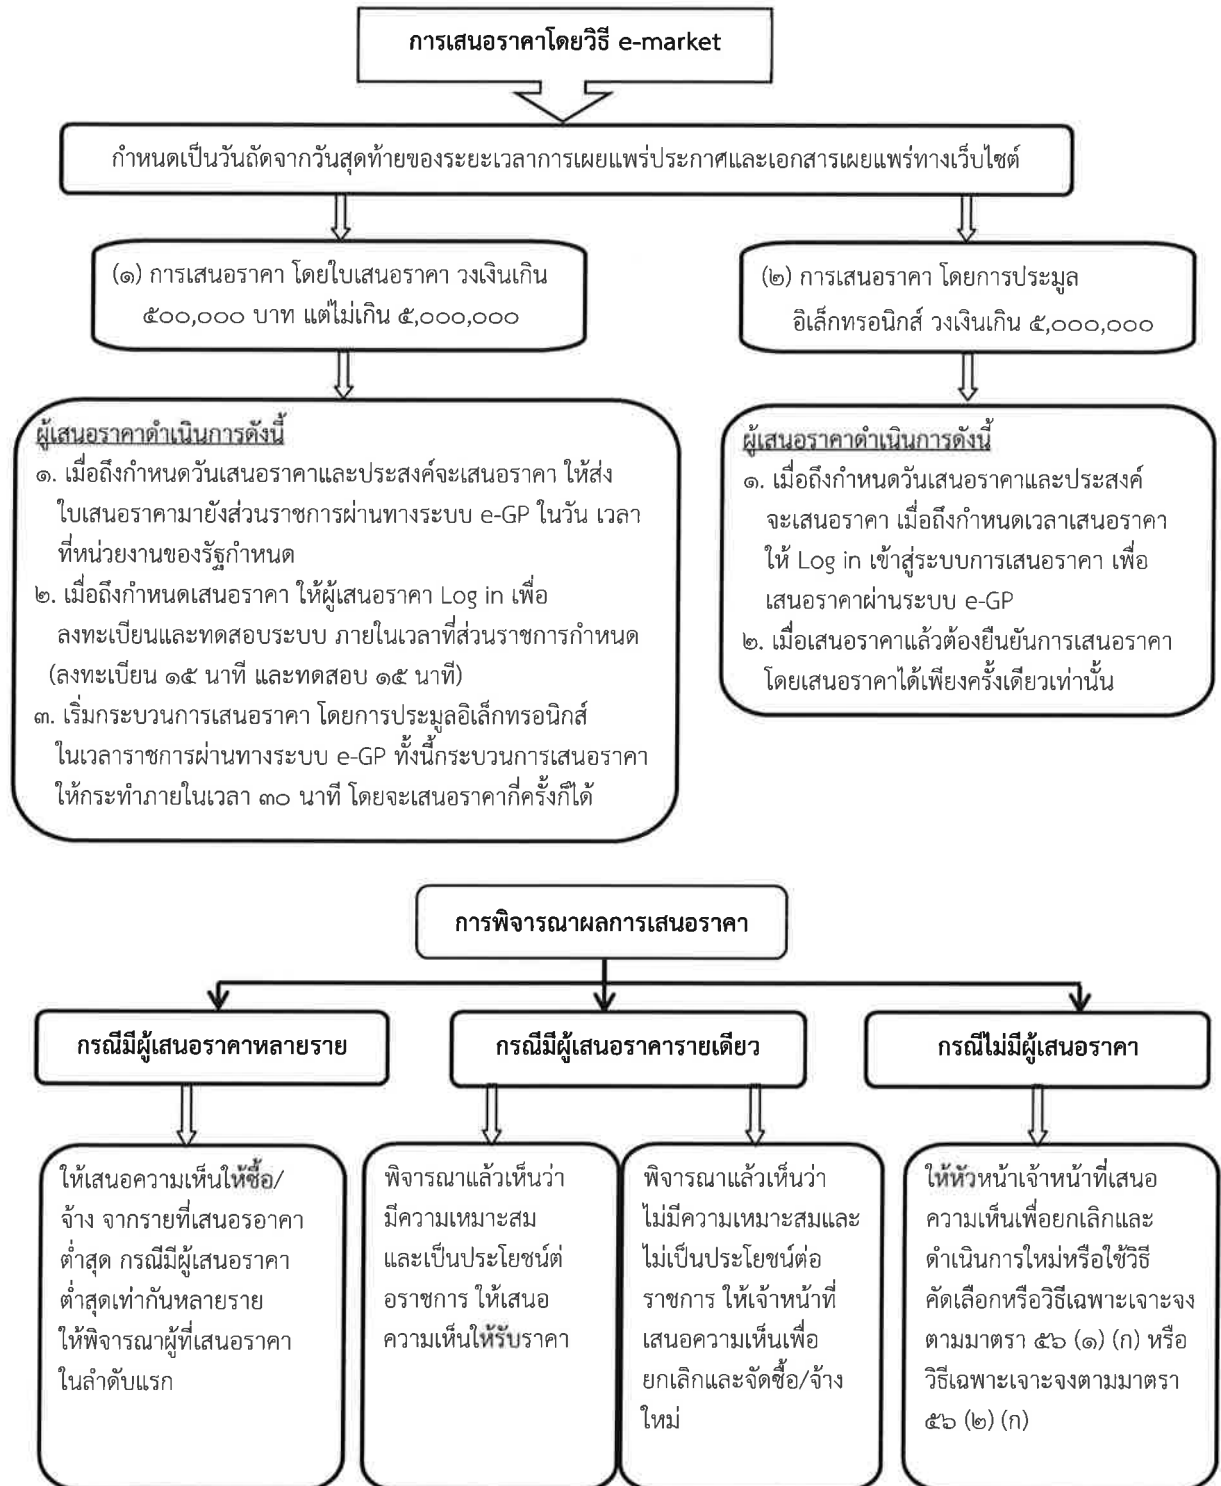 การเสนอราคาโดยวิธี e-market
กำหนดเป็นวันถัดจากวันสุดท้ายของระยะเวลาการเผยแพร่ประกาศและเอกสารเผยแพร่ทางเว็บไซต์
(๑) การเสนอราคา โดยใบเสนอราคา วงเงินเกิน
๕๐๐,๐๐๐ บาท แต่ไม่เกิน ๕,๐๐๐,๐๐๐
(๒) การเสนอราคา โดยการประมูล
อิเล็กทรอนิกส์ วงเงินเกิน ๕,๐๐๐,๐๐๐
ผู้เสนอราคาดำเนินการดังนี้
๑. เมื่อถึงกำหนดวันเสนอราคาและประสงค์จะเสนอราคา ให้ส่ง
ใบเสนอราคามายังส่วนราชการผ่านทางระบบ e-GP ในวัน เวลา
ที่หน่วยงานของรัฐกำหนด
๒. เมื่อถึงกำหนดเสนอราคา ให้ผู้เสนอราคา Log in เพื่อ
ลงทะเบียนและทดสอบระบบ ภายในเวลาที่ส่วนราชการกำหนด
(ลงทะเบียน ๑๕ นาที และทดสอบ ๑๕ นาที)
๓. เริ่มกระบวนการเสนอราคา โดยการประมูลอิเล็กทรอนิกส์
ในเวลาราชการผ่านทางระบบ e-GP ทั้งนี้กระบวนการเสนอราคา
ให้กระทำภายในเวลา ๓๐ นาที โดยจะเสนอราคากี่ครั้งก็ได้
ผู้เสนอราคาดำเนินการดังนี้
๑. เมื่อถึงกำหนดวันเสนอราคาและประสงค์
จะเสนอราคา เมื่อถึงกำหนดเวลาเสนอราคา
ให้ Log in เข้าสู่ระบบการเสนอราคา เพื่อ
เสนอราคาผ่านระบบ e-GP
๒. เมื่อเสนอราคาแล้วต้องยืนยันการเสนอราคา
โดยเสนอราคาได้เพียงครั้งเดียวเท่านั้น
การพิจารณาผลการเสนอราคา
กรณีมีผู้เสนอราคาหลายราย
กรณีมีผู้เสนอราคารายเดียว
กรณีไม่มีผู้เสนอราคา
ให้เสนอความเห็นให้ซื้อ/
จ้าง จากรายที่เสนอรอาคา
ต่ำสุด กรณีมีผู้เสนอราคา
ต่ำสุดเท่ากันหลายราย
ให้พิจารณาผู้ที่เสนอราคา
ในลำดับแรก
พิจารณาแล้วเห็นว่า
มีความเหมาะสม
และเป็นประโยชน์ต่
อราชการ ให้เสนอ
ความเห็นให้รับราคา
พิจารณาแล้วเห็นว่า
ไม่มีความเหมาะสมและ
ไม่เป็นประโยชน์ต่อ
ราชการ ให้เจ้าหน้าที่
เสนอความเห็นเพื่อ
ยกเลิกและจัดซื้อ/จ้าง
ใหม่
ให้หัวหน้าเจ้าหน้าที่เสนอ
ความเห็นเพื่อยกเลิกและ
ดำเนินการใหม่หรือใช้วิธี
คัดเลือกหรือวิธีเฉพาะเจาะจง
ตามมาตรา ๕๖ (๑) (ก) หรือ
วิธีเฉพาะเจาะจงตามมาตรา
๕๖ (๒) (ก)